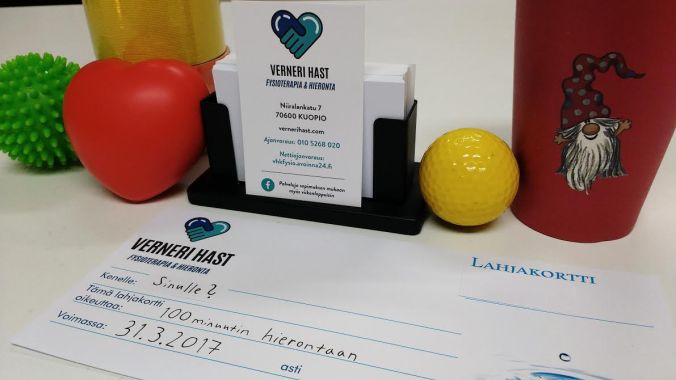 VERNERI HAST
FYSIOTERAPIA & HIERONTA
Niiralankatu 7
70600 KUOPIO
vernerihast.com
Ajanvaraus: 010 5268 020
Nettiajanvaraus:
vhkfysio.avoinna24.fi
Palveluja sopimuksen mukaan
myös viikonloppuisin
VERNERI HAST
FYSIOTERAPIA & HIERONTA
LAHJAKORTTI
Kenelle: Sinulle?
Tämä lahjakortti
oikeuttaa: 100 minuutin hierontaan
Voimassa: 31.3.2017 asti